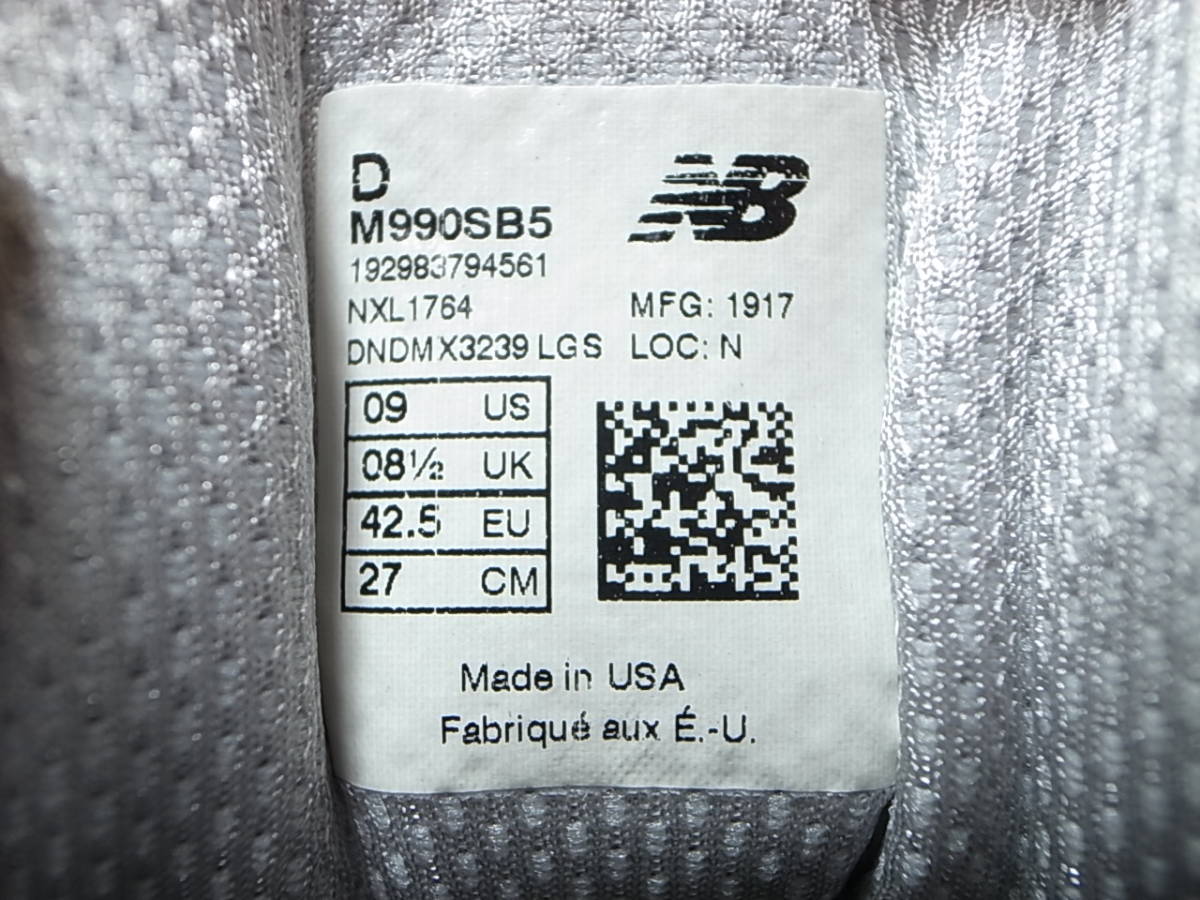 D
NB
M990SB5
192983794561
NXL1764 MFG: 1917
DNDMX3239 LGS LOC: N
09 US
08½ UK
42.5 EU
27 CM
Made in USA
Fabriqué aux É.-U.